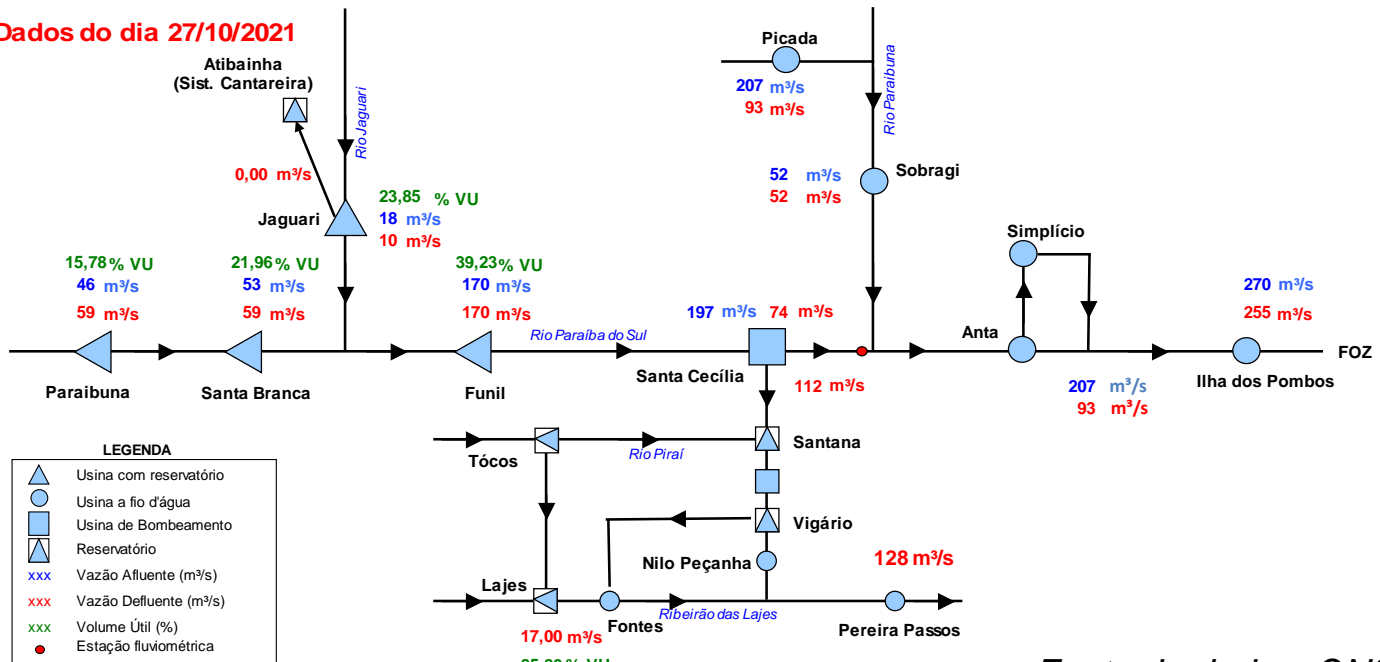 Dados do dia 27/10/2021
Atibainha
(Sist. Cantareira)
Rio Jaguari
0,00 m³/s
Jaguari
23,85 % VU
18 m³/s
10 m³/s
Picada
207 m³/s
93 m³/s
Rio Paraibuna
52 m³/s
52 m³/s
Sobragi
15,78 % VU
46 m³/s
59 m³/s
Paraibuna
21,96 % VU
53 m³/s
59 m³/s
Santa Branca
39,23 % VU
170 m³/s
170 m³/s
Funil
Rio Paraíba do Sul
197 m³/s 74 m³/s
Santa Cecília
112 m³/s
Simplício
Anta
207 m³/s
93 m³/s
270 m³/s
255 m³/s
Ilha dos Pombos
FOZ
Tócos
Rio Piraí
Santana
Vigário
Nilo Peçanha
128 m³/s
Lajes
Fontes
Ribeirão das Lajes
Pereira Passos
17,00 m³/s
LEGENDA
Usina com reservatório
Usina a fio d'água
Usina de Bombeamento
Reservatório
xxx Vazão Afluente (m³/s)
xxx Vazão Defluente (m³/s)
xxx Volume Útil (%)
Estação fluviométrica